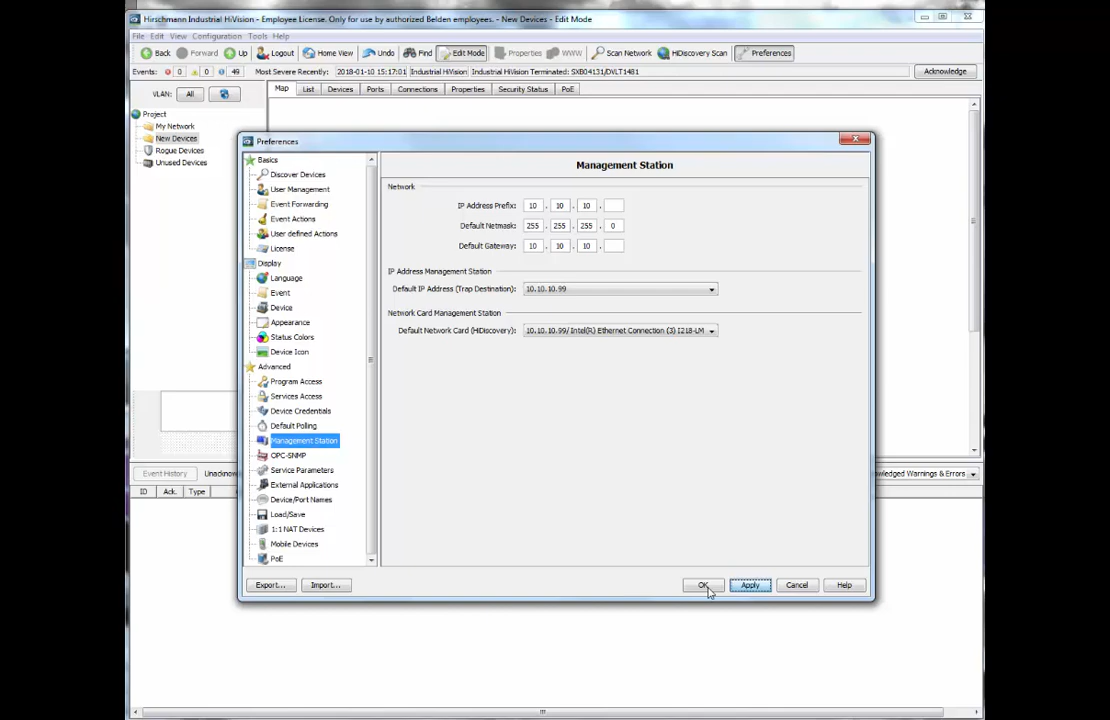 Hirschmann Industrial HiVision - Employee License. Only for use by authorized Belden employees. - New Devices - Edit Mode
File Edit View Configuration Tools Help
Back Forward Up Logout Home View Undo Find Edit Mode Properties WWW Scan Network HiDiscovery Scan Preferences
Events: 0 0 49 Most Severe Recently: 2018-01-10 15:17:01 Industrial HiVision Industrial HiVision Terminated: SXB04131/DVLT1481 Acknowledge
VLAN: All
Map List Devices Ports Connections Properties Security Status PoE
Project
My Network
New Devices
Rogue Devices
Unused Devices
Preferences
Basics
Discover Devices
User Management
Event Forwarding
Event Actions
User defined Actions
License
Display
Language
Event
Device
Appearance
Status Colors
Device Icon
Advanced
Program Access
Services Access
Device Credentials
Default Polling
Management Station
OPC-SNMP
Service Parameters
External Applications
Device/Port Names
Load/Save
1:1 NAT Devices
Mobile Devices
PoE
Management Station
Network
IP Address Prefix: 10 . 10 . 10 .
Default Netmask: 255 . 255 . 255 . 0
Default Gateway: 10 . 10 . 10 .
IP Address Management Station
Default IP Address (Trap Destination): 10.10.10.99
Network Card Management Station
Default Network Card (HiDiscovery): 10.10.10.99/ Intel(R) Ethernet Connection (3) I218-LM
Export... Import... OK Apply Cancel Help
Event History
ID Ack. Type
Warnings & Errors